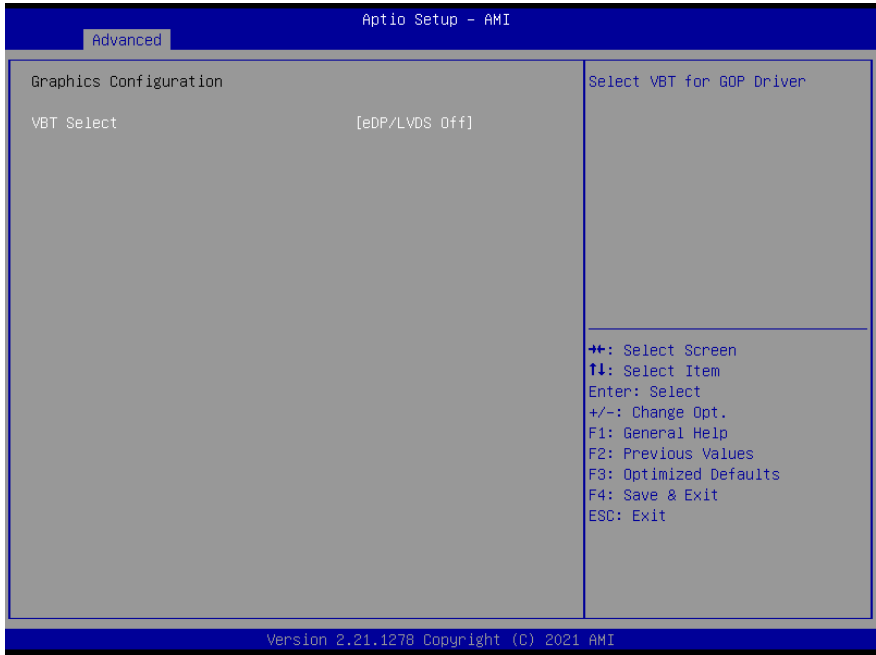 Aptio Setup – AMI
Advanced
Graphics Configuration
VBT Select [eDP/LVDS Off]
Select VBT for GOP Driver
→←: Select Screen
↑↓: Select Item
Enter: Select
+/-: Change Opt.
F1: General Help
F2: Previous Values
F3: Optimized Defaults
F4: Save & Exit
ESC: Exit
Version 2.21.1278 Copyright (C) 2021 AMI